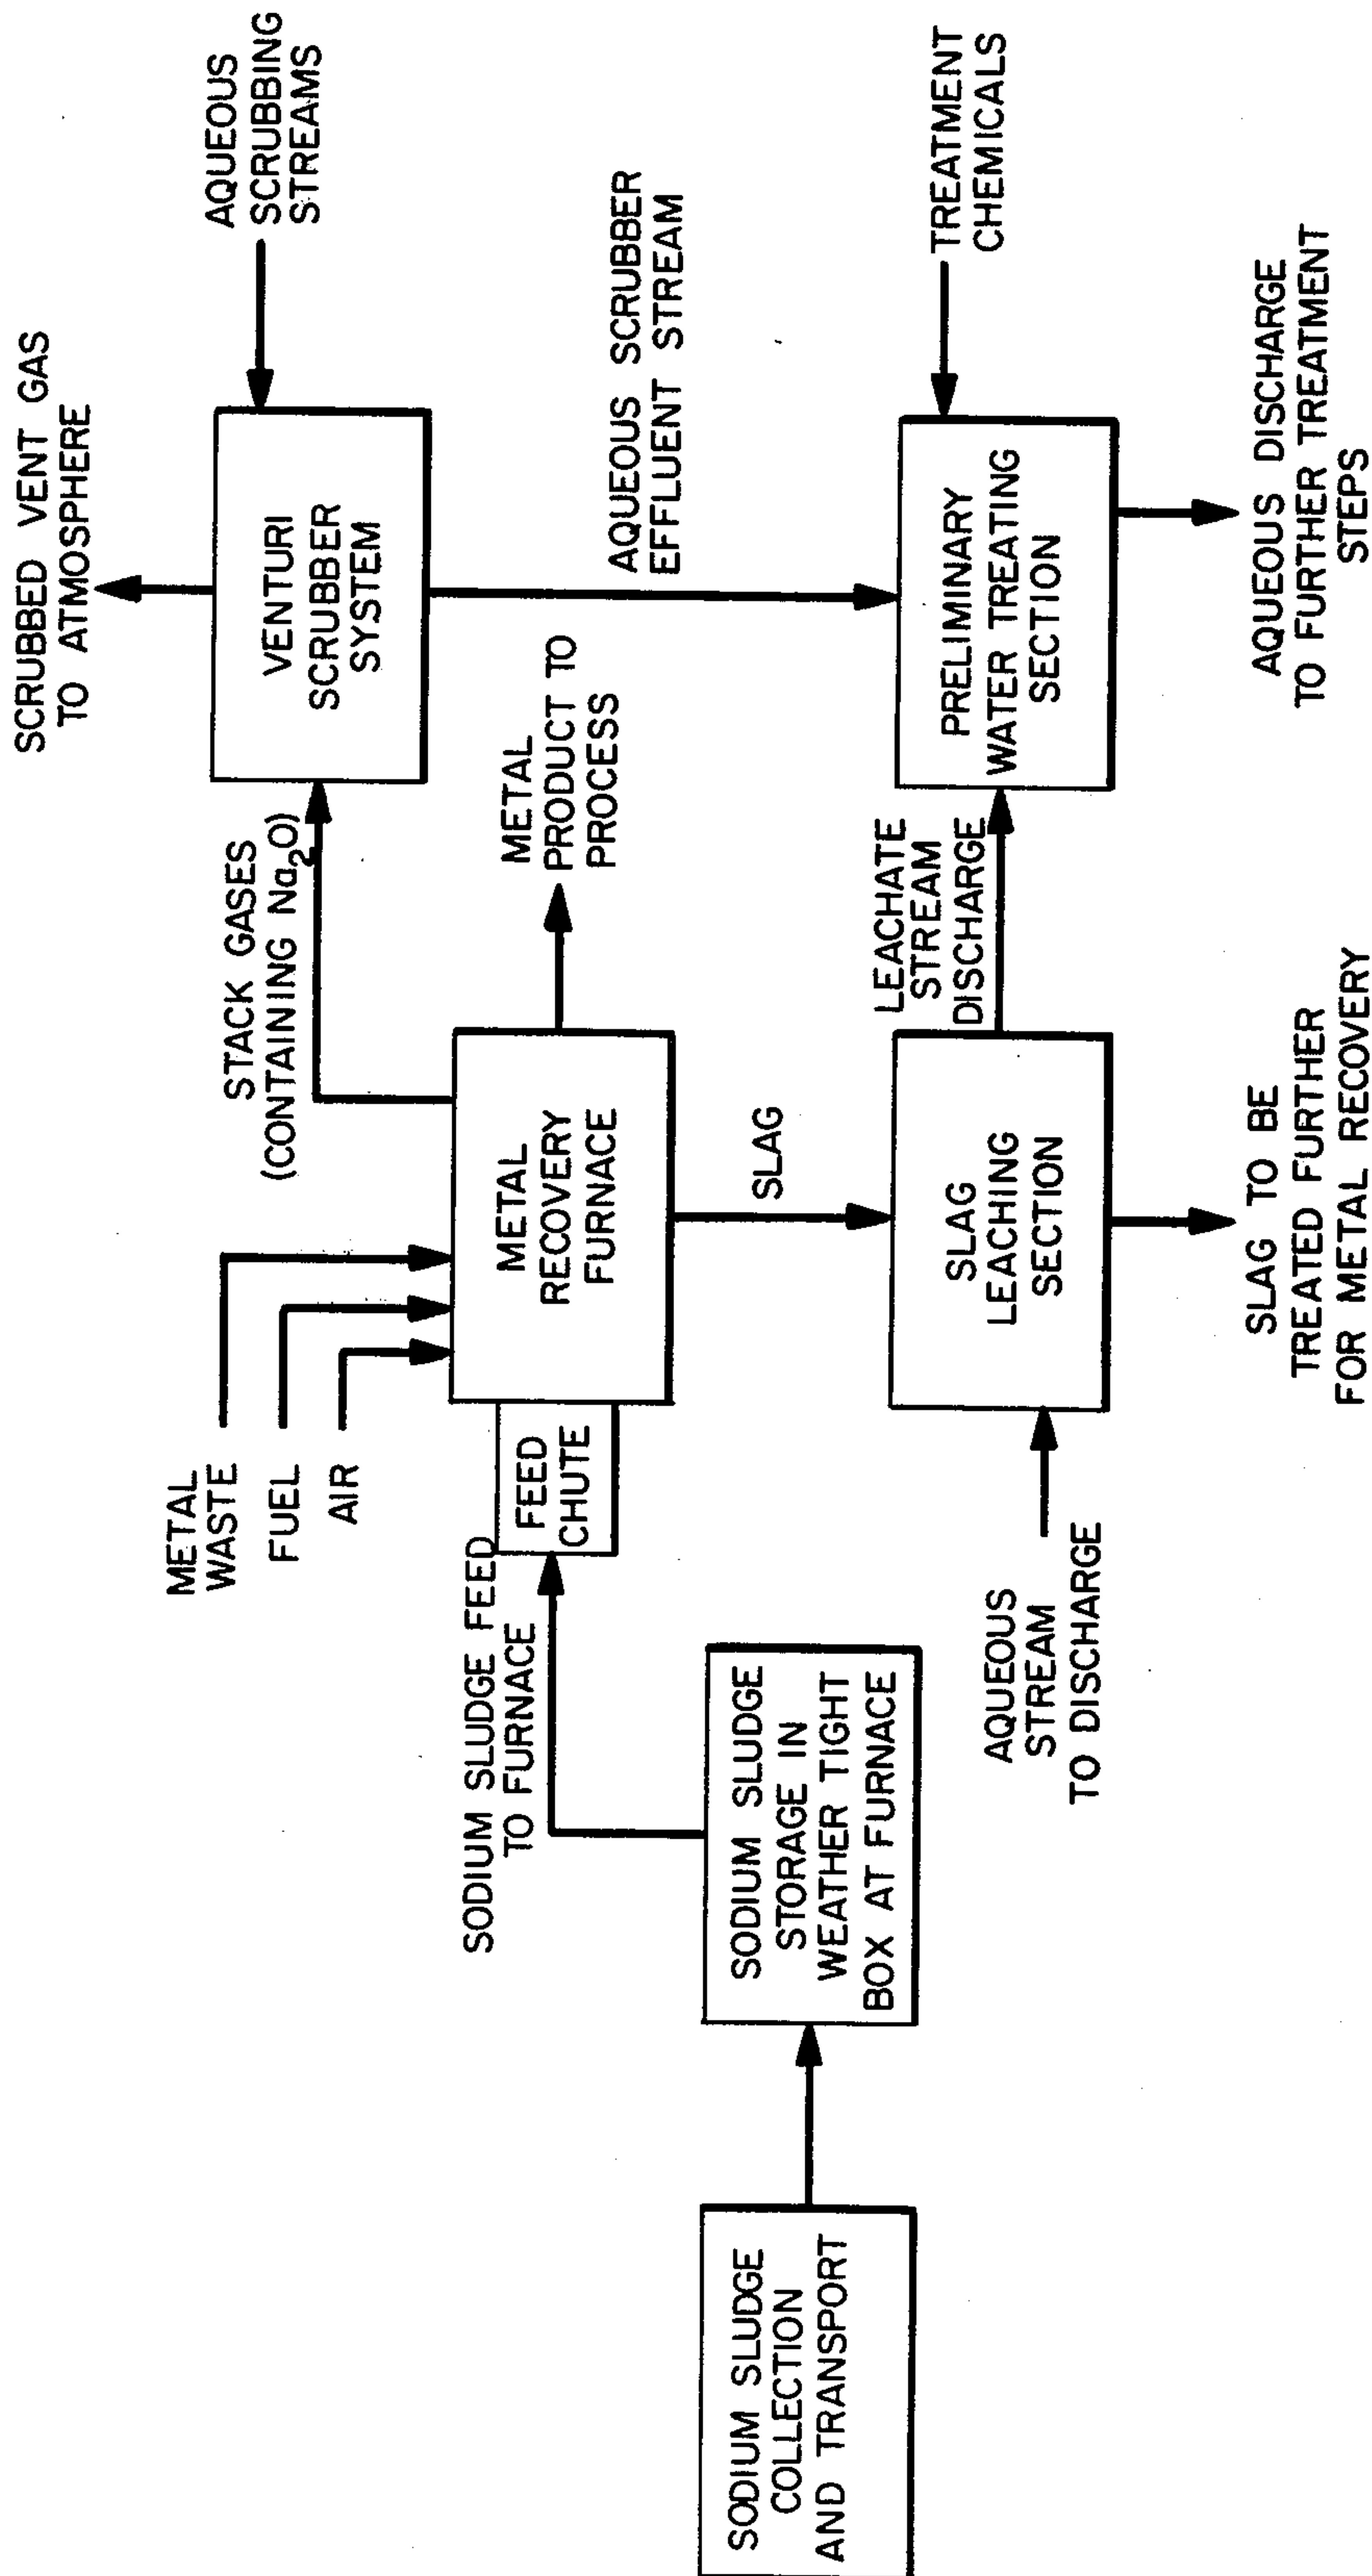 SODIUM SLUDGE
COLLECTION
AND TRANSPORT
SODIUM SLUDGE
STORAGE IN
WEATHER TIGHT
BOX AT FURNACE
SODIUM SLUDGE FEED
TO FURNACE
FEED
CHUTE
METAL
WASTE
FUEL
AIR
METAL
RECOVERY
FURNACE
STACK GASES
(CONTAINING Na2O)
METAL
PRODUCT TO
PROCESS
SCRUBBED VENT GAS
TO ATMOSPHERE
VENTURI
SCRUBBER
SYSTEM
AQUEOUS
SCRUBBING
STREAMS
AQUEOUS SCRUBBER
EFFLUENT STREAM
SLAG
AQUEOUS
STREAM
TO DISCHARGE
SLAG
LEACHING
SECTION
LEACHATE
STREAM
DISCHARGE
PRELIMINARY
WATER TREATING
SECTION
TREATMENT
CHEMICALS
SLAG TO BE
TREATED FURTHER
FOR METAL RECOVERY
AQUEOUS DISCHARGE
TO FURTHER TREATMENT
STEPS